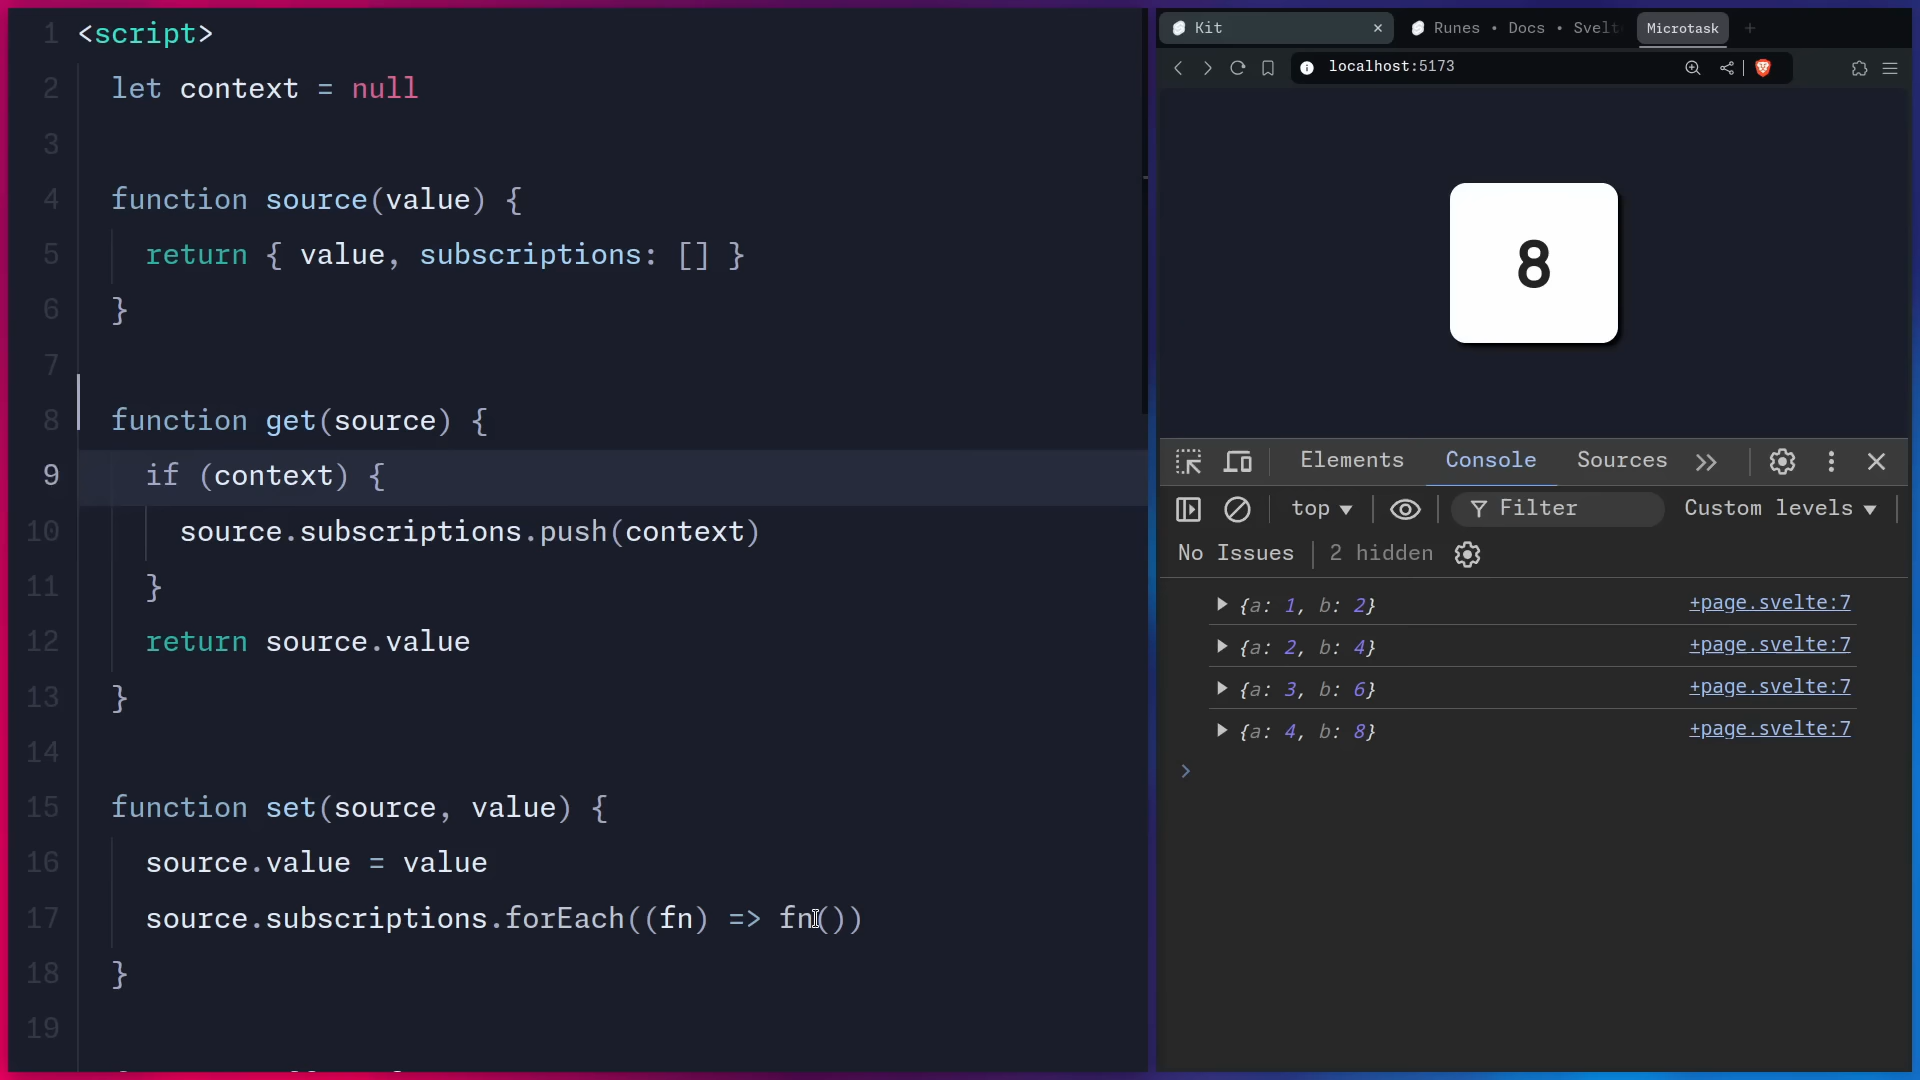 1 <script>
2 let context = null
3
4 function source(value) {
5 return { value, subscriptions: [] }
6 }
7
8 function get(source) {
9 if (context) {
10 source.subscriptions.push(context)
11 }
12 return source.value
13 }
14
15 function set(source, value) {
16 source.value = value
17 source.subscriptions.forEach((fn) => fn())
18 }
19
Kit
Runes • Docs • Svelt
Microtask
localhost:5173
8
Elements Console Sources
top Filter Custom levels
No Issues 2 hidden
{a: 1, b: 2} +page.svelte:7
{a: 2, b: 4} +page.svelte:7
{a: 3, b: 6} +page.svelte:7
{a: 4, b: 8} +page.svelte:7